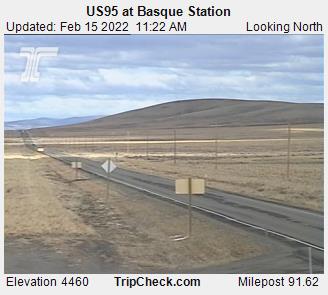 US95 at Basque Station
Updated: Feb 15 2022 11:22 AM Looking North
Elevation 4460 TripCheck.com Milepost 91.62